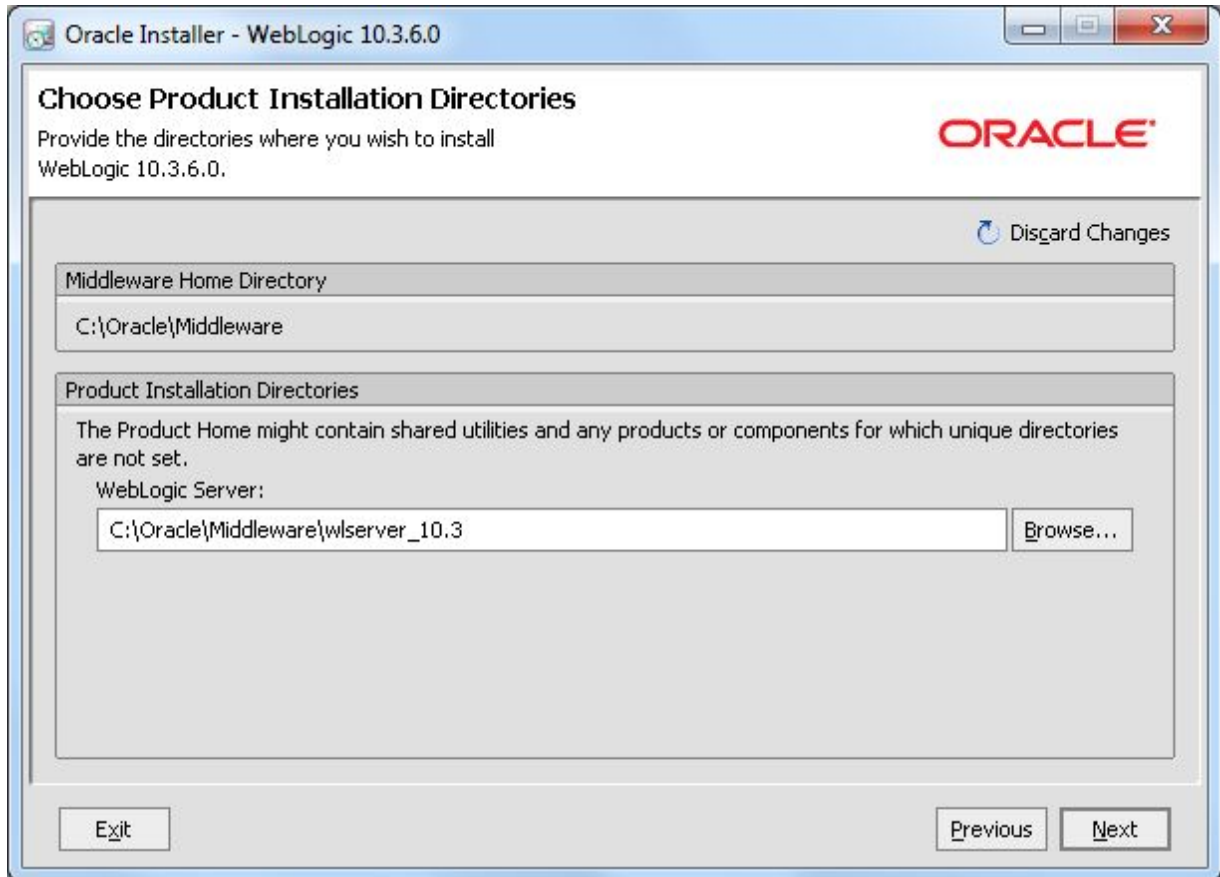 Oracle Installer - WebLogic 10.3.6.0
Choose Product Installation Directories
Provide the directories where you wish to install
WebLogic 10.3.6.0.
ORACLE
Discard Changes
Middleware Home Directory
C:\Oracle\Middleware
Product Installation Directories
The Product Home might contain shared utilities and any products or components for which unique directories
are not set.
WebLogic Server:
C:\Oracle\Middleware\wlserver_10.3
Browse...
Exit
Previous
Next